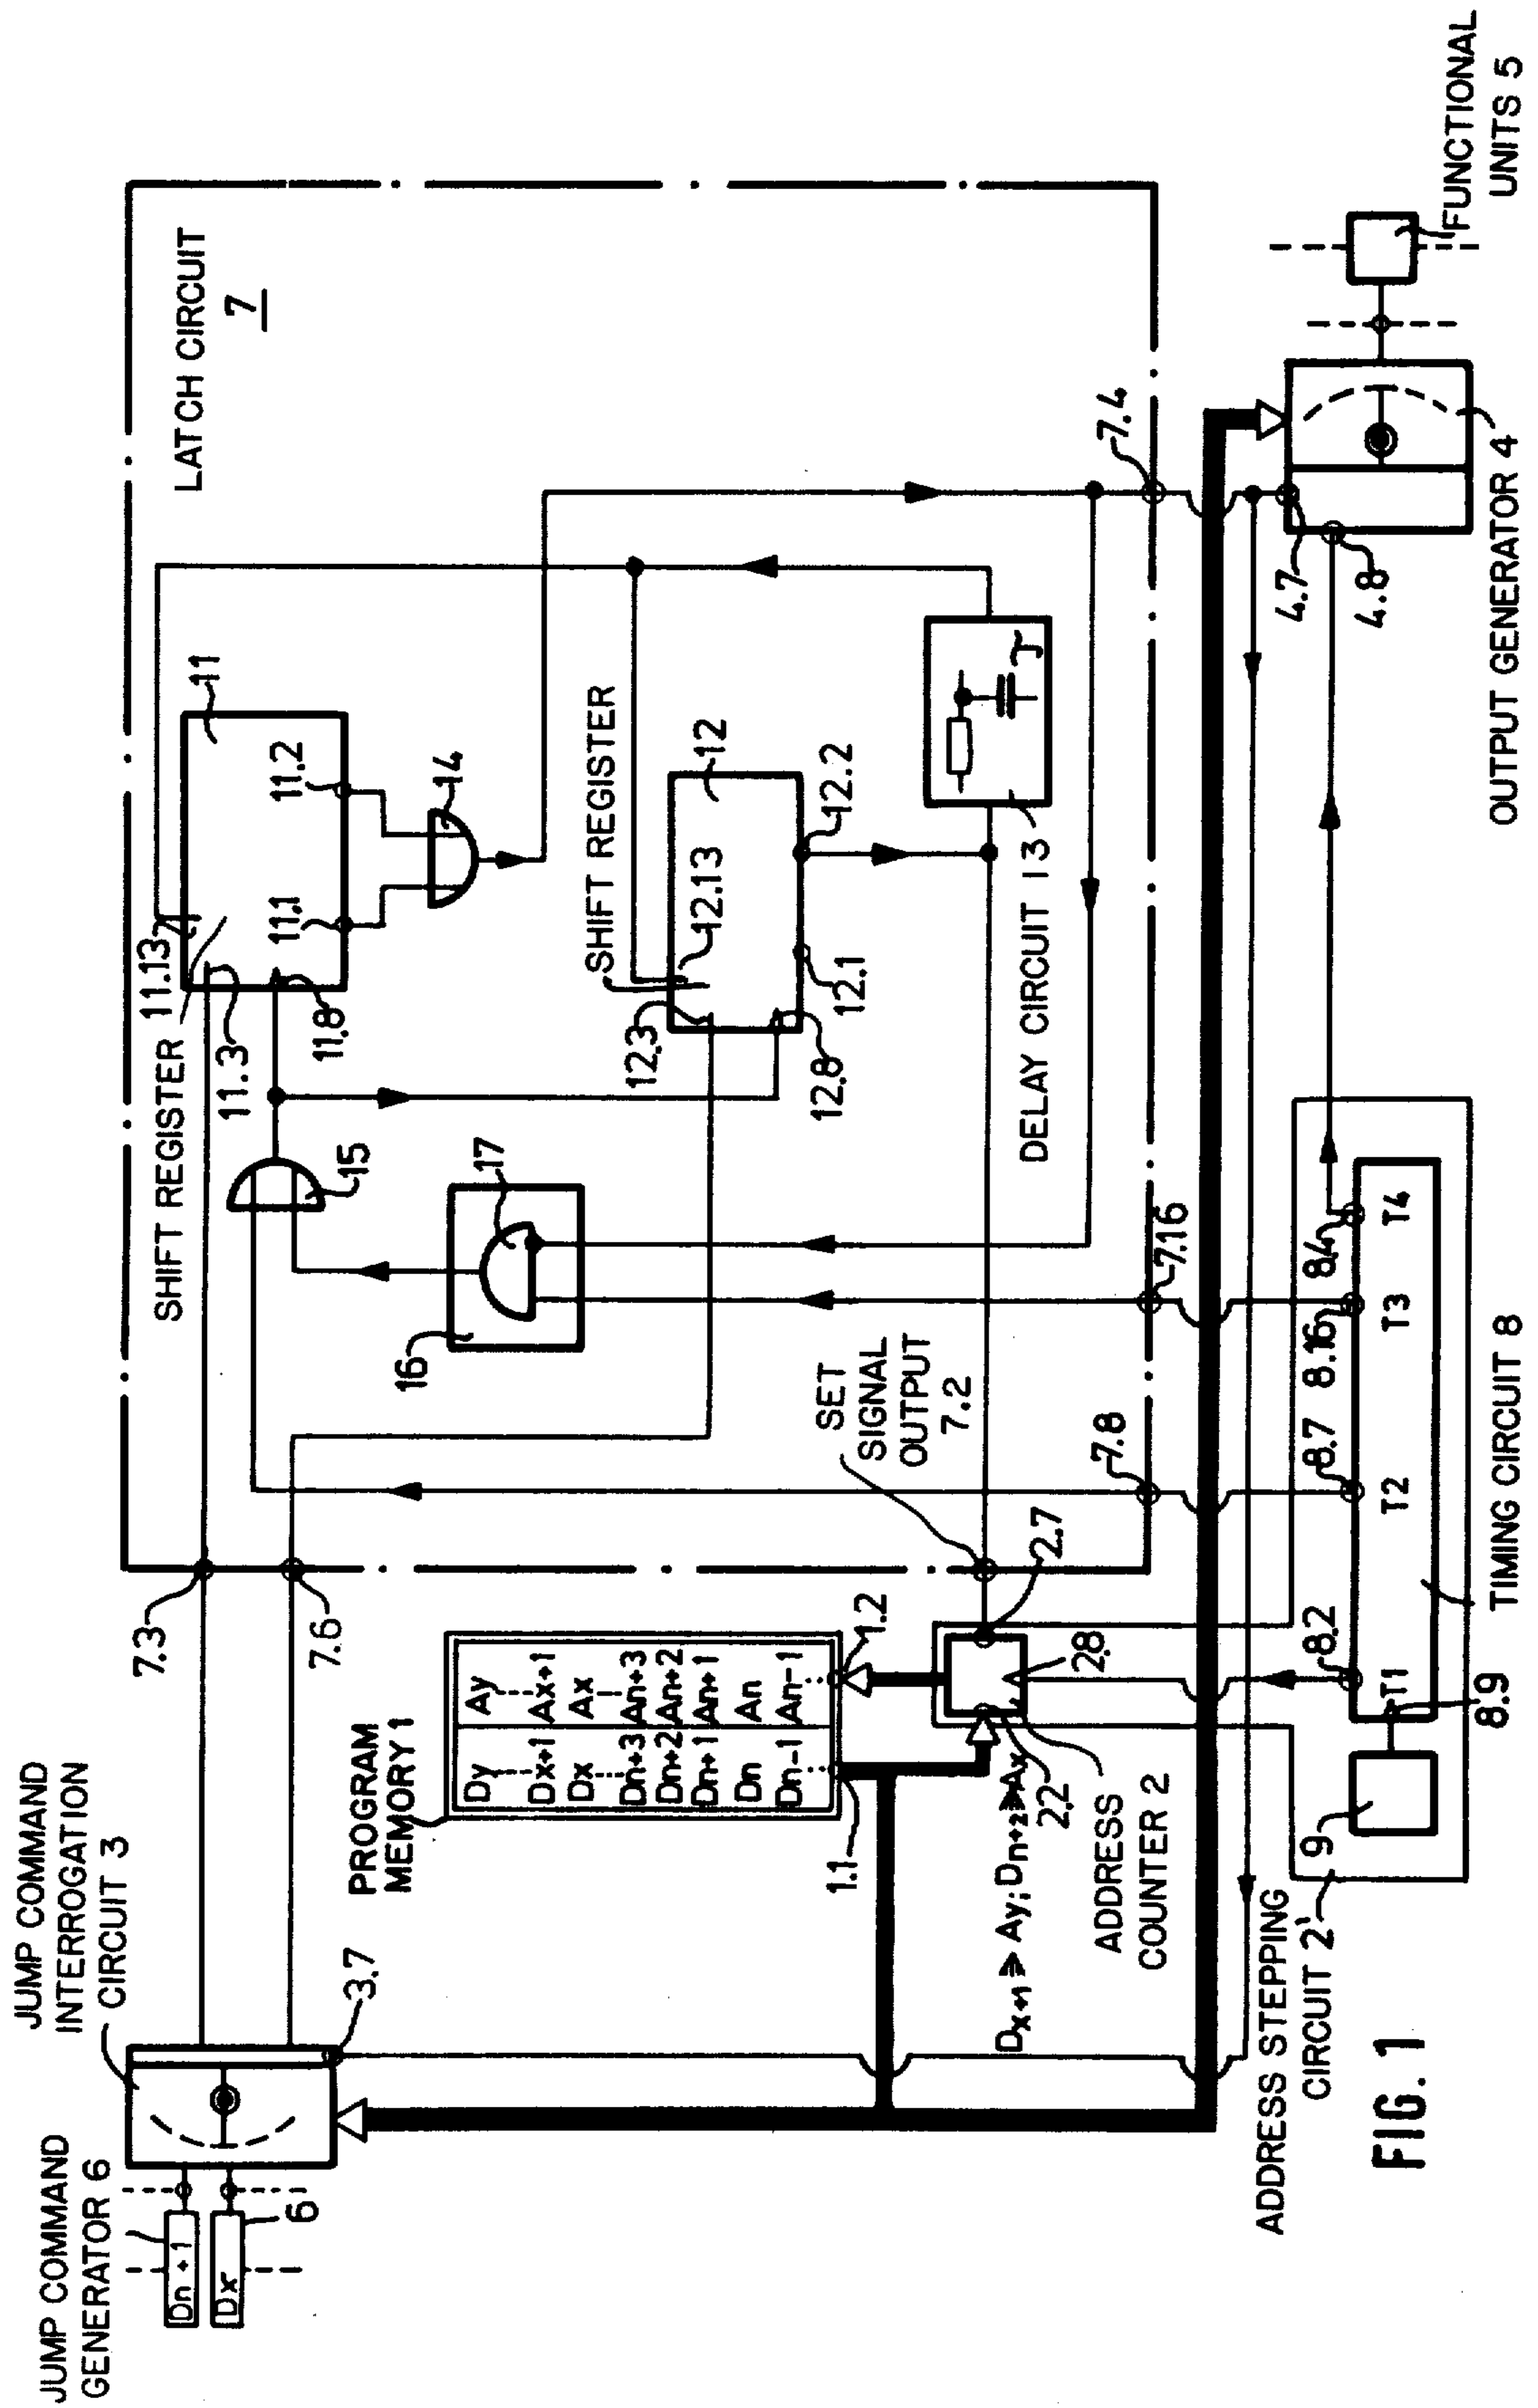 JUMP COMMAND
GENERATOR 6
Dn+1
Dx
6
JUMP COMMAND
INTERROGATION
CIRCUIT 3
3.7
PROGRAM
MEMORY 1
Dy Ay
Dx+1 Ax+1
Dx Ax
Dn+3 An+3
Dn+2 An+2
Dn+1 An+1
Dn An
Dn-1 An-1
1.1
1.2
Dx+1 ⩾ Ay; Dn+2 ⩾ Ax
2.2
2.8
2.7
ADDRESS
COUNTER 2
ADDRESS STEPPING
CIRCUIT 2'
9
8.9
T1
8.2
T2
8.7
T3
8.16
T4
8.4
TIMING CIRCUIT 8
7.3
7.6
SET
SIGNAL
OUTPUT
7.2
7.8
7.16
7.4
LATCH CIRCUIT
7
SHIFT REGISTER
11.13
11.3
11.8
11.1
11.2
11
14
15
16
17
SHIFT REGISTER
12.3
12.13
12
12.8
12.1
12.2
DELAY CIRCUIT 13
τ
4.7
4.8
OUTPUT GENERATOR 4
FUNCTIONAL
UNITS 5
FIG. 1